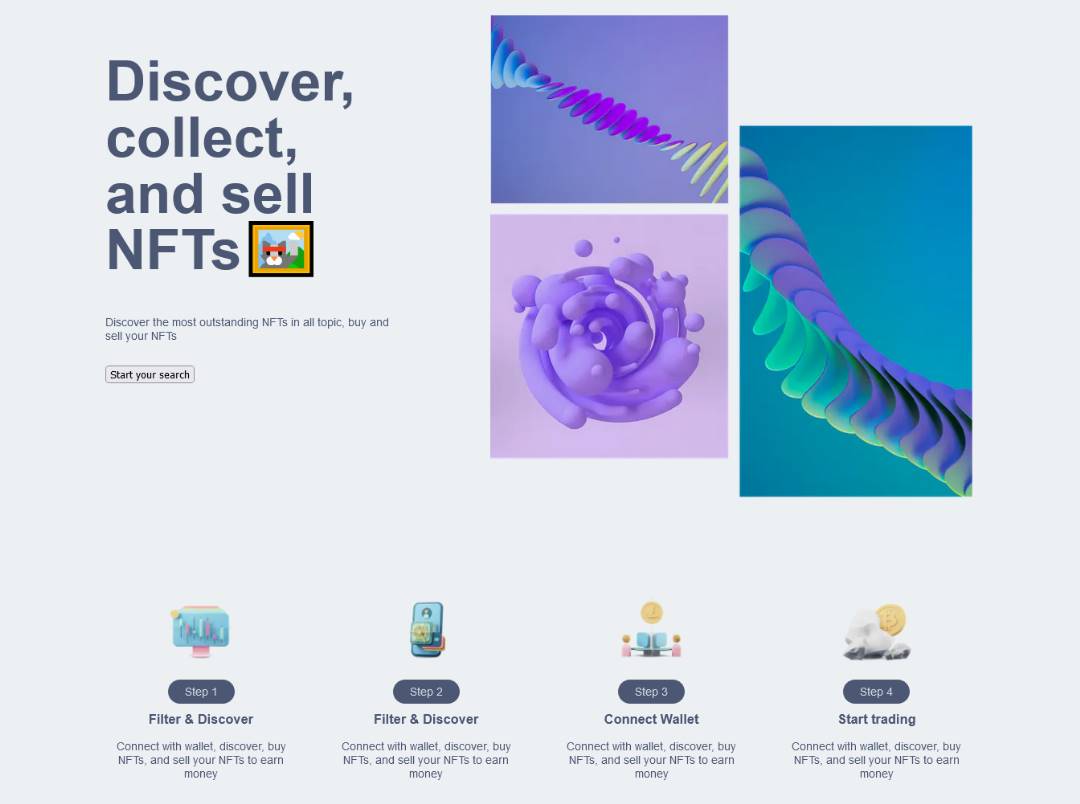 Discover,
collect,
and sell
NFTs
Discover the most outstanding NFTs in all topic, buy and
sell your NFTs
Start your search
Step 1
Filter & Discover
Connect with wallet, discover, buy
NFTs, and sell your NFTs to earn
money
Step 2
Filter & Discover
Connect with wallet, discover, buy
NFTs, and sell your NFTs to earn
money
Step 3
Connect Wallet
Connect with wallet, discover, buy
NFTs, and sell your NFTs to earn
money
Step 4
Start trading
Connect with wallet, discover, buy
NFTs, and sell your NFTs to earn
money